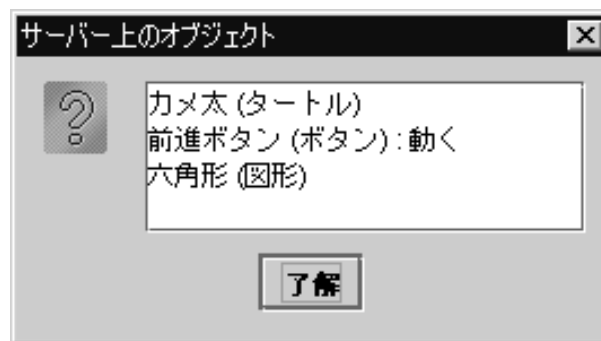 サーバー上のオブジェクト
カメ太 (タートル)
前進ボタン (ボタン) : 動く
六角形 (図形)
了解